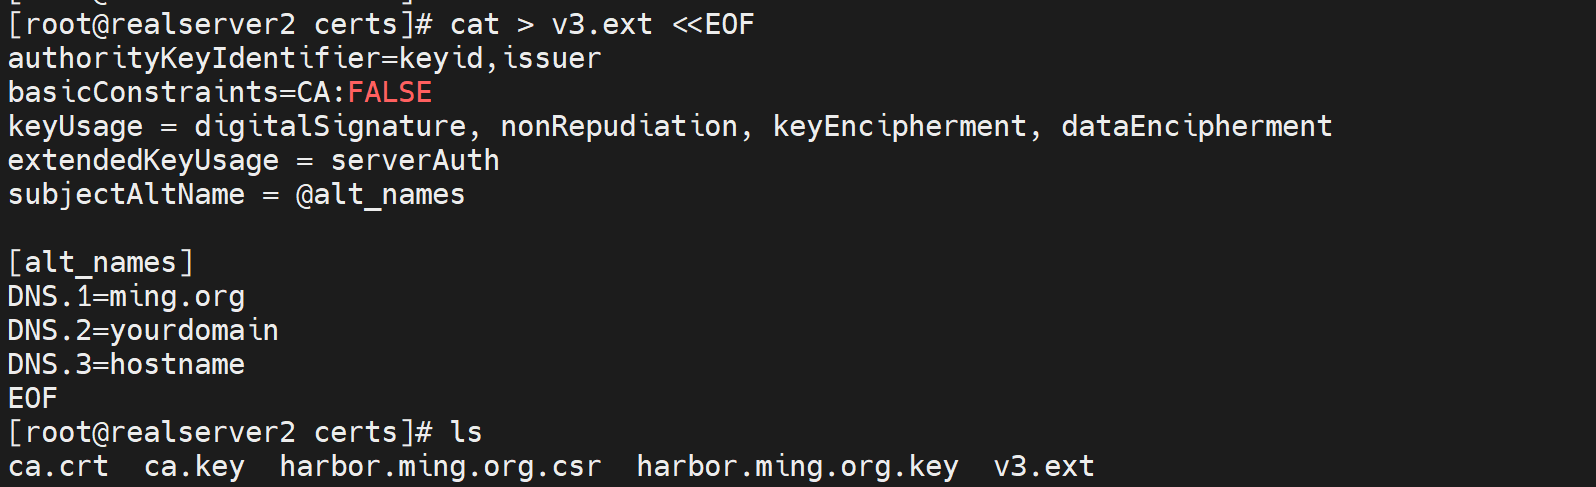 [root@realserver2 certs]# cat > v3.ext <<EOF
authorityKeyIdentifier=keyid,issuer
basicConstraints=CA:FALSE
keyUsage = digitalSignature, nonRepudiation, keyEncipherment, dataEncipherment
extendedKeyUsage = serverAuth
subjectAltName = @alt_names

[alt_names]
DNS.1=ming.org
DNS.2=yourdomain
DNS.3=hostname
EOF
[root@realserver2 certs]# ls
ca.crt  ca.key  harbor.ming.org.csr  harbor.ming.org.key  v3.ext